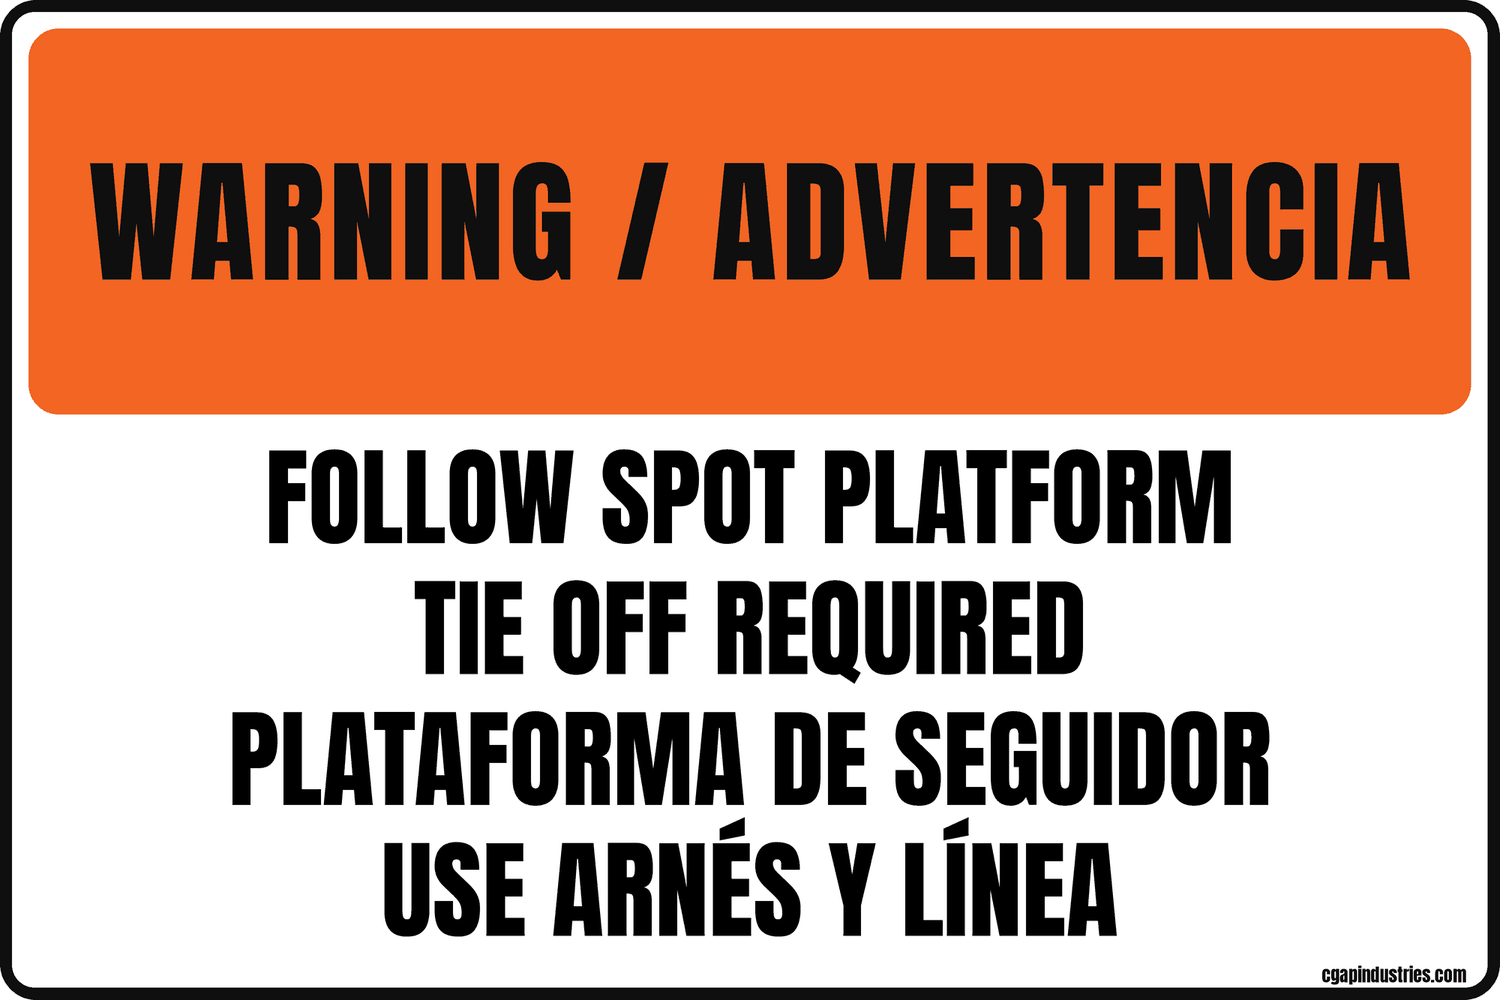 WARNING / ADVERTENCIA
FOLLOW SPOT PLATFORM
TIE OFF REQUIRED
PLATAFORMA DE SEGUIDOR
USE ARNÉS Y LÍNEA
cgapindustries.com